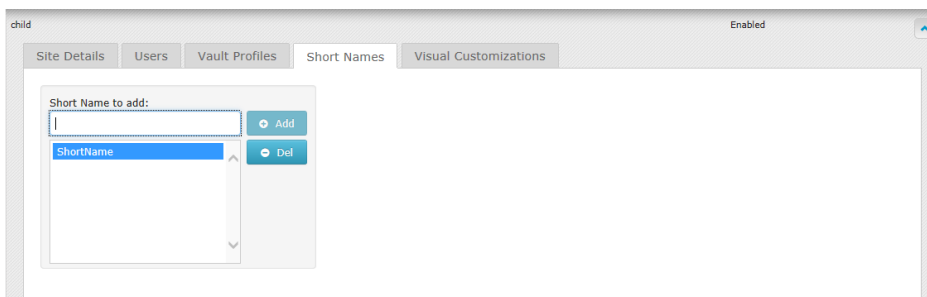 child Enabled
Site Details Users Vault Profiles Short Names Visual Customizations
Short Name to add:
Add
ShortName Del